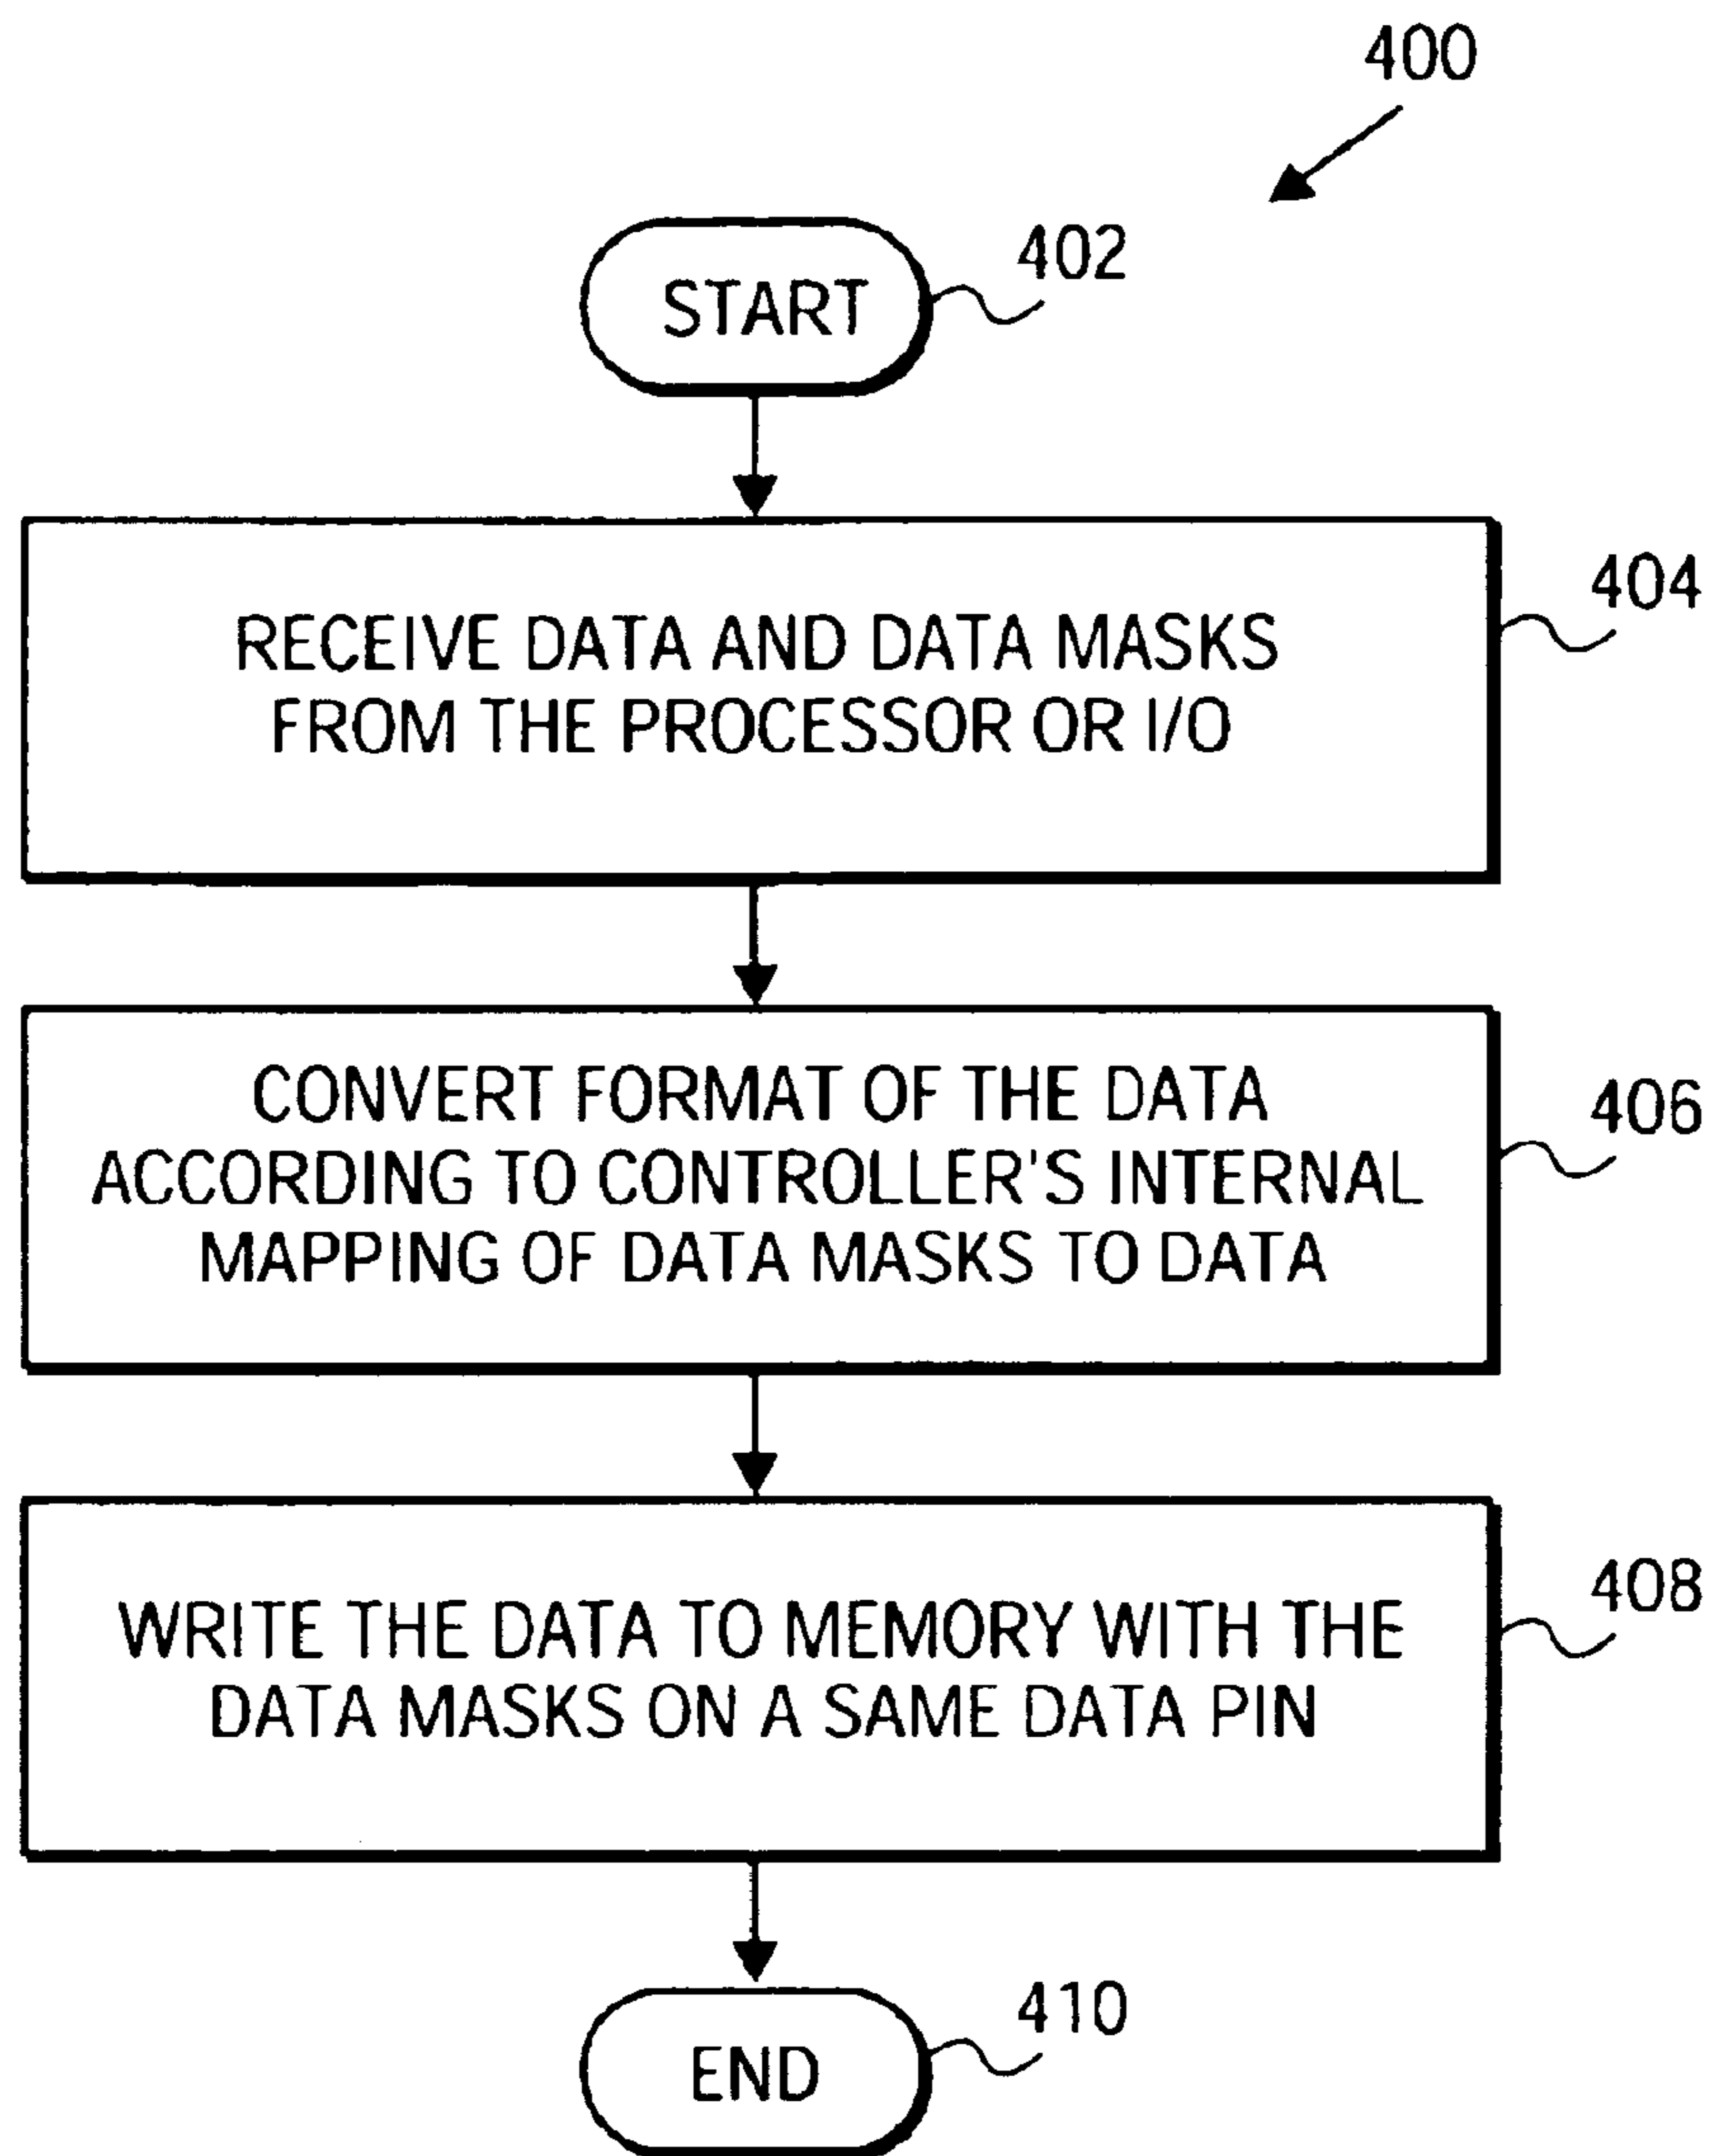 400
402
START
404
RECEIVE DATA AND DATA MASKS
FROM THE PROCESSOR OR I/O
406
CONVERT FORMAT OF THE DATA
ACCORDING TO CONTROLLER'S INTERNAL
MAPPING OF DATA MASKS TO DATA
408
WRITE THE DATA TO MEMORY WITH THE
DATA MASKS ON A SAME DATA PIN
410
END